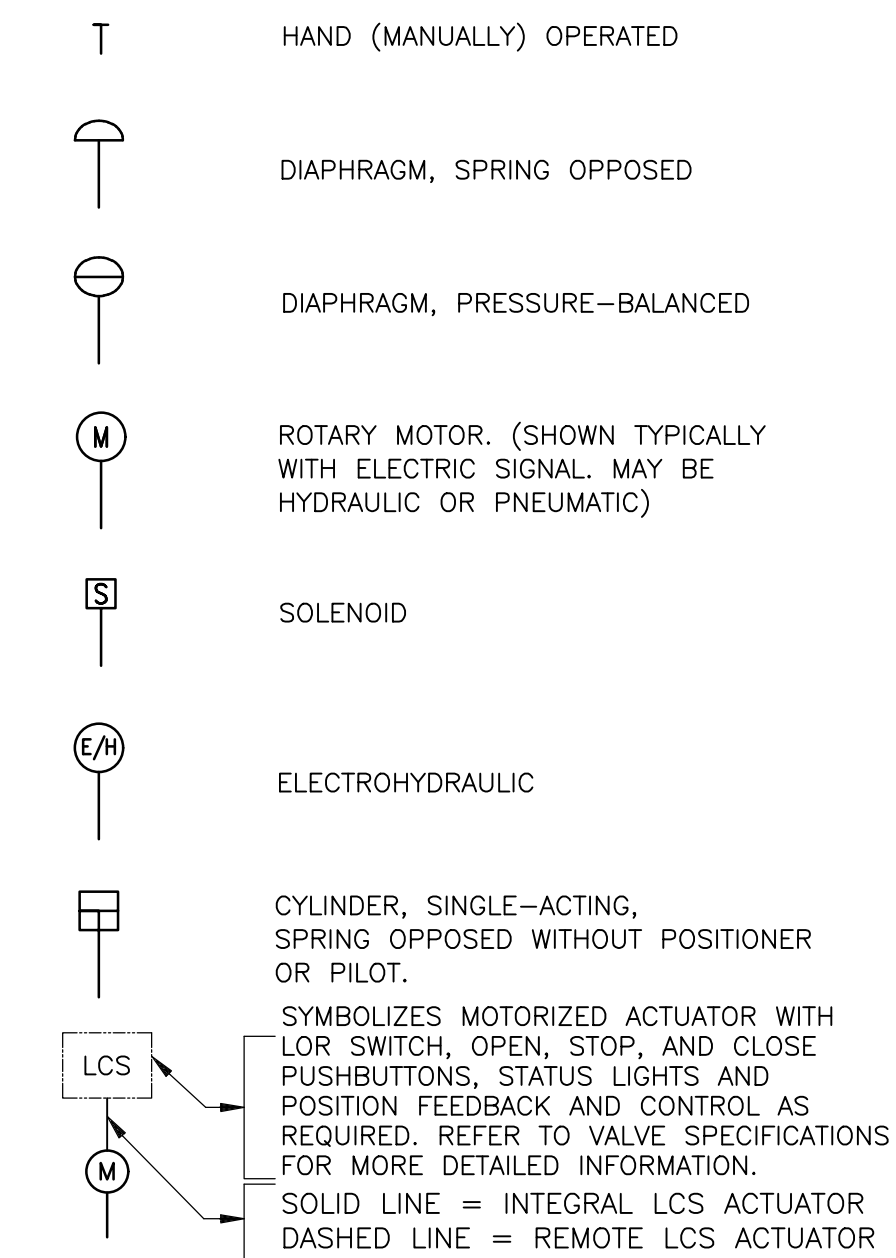 HAND (MANUALLY) OPERATED
DIAPHRAGM, SPRING OPPOSED
DIAPHRAGM, PRESSURE-BALANCED
M
ROTARY MOTOR. (SHOWN TYPICALLY
WITH ELECTRIC SIGNAL. MAY BE
HYDRAULIC OR PNEUMATIC)
S
SOLENOID
E/H
ELECTROHYDRAULIC
CYLINDER, SINGLE-ACTING,
SPRING OPPOSED WITHOUT POSITIONER
OR PILOT.
LCS
SYMBOLIZES MOTORIZED ACTUATOR WITH
LOR SWITCH, OPEN, STOP, AND CLOSE
PUSHBUTTONS, STATUS LIGHTS AND
POSITION FEEDBACK AND CONTROL AS
REQUIRED. REFER TO VALVE SPECIFICATIONS
FOR MORE DETAILED INFORMATION.
M
SOLID LINE = INTEGRAL LCS ACTUATOR
DASHED LINE = REMOTE LCS ACTUATOR